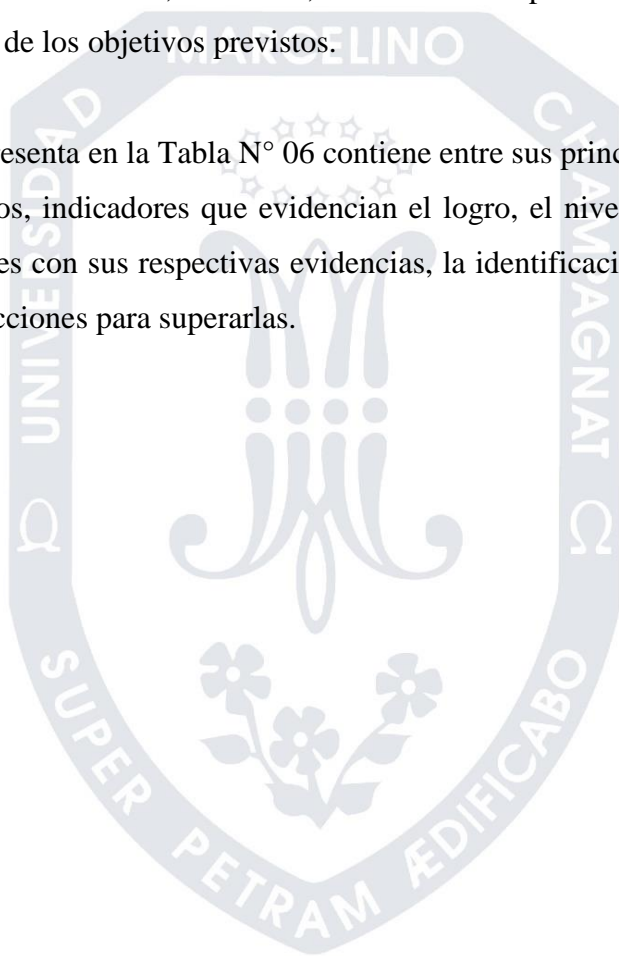 de los objetivos previstos.
esenta en la Tabla N° 06 contiene entre sus princ
os, indicadores que evidencian el logro, el nive
es con sus respectivas evidencias, la identificaci
cciones para superarlas.
UNIVERSIDAD MARCELINO CHAMPAGNAT
SUPER PETRAM ÆDIFICABO